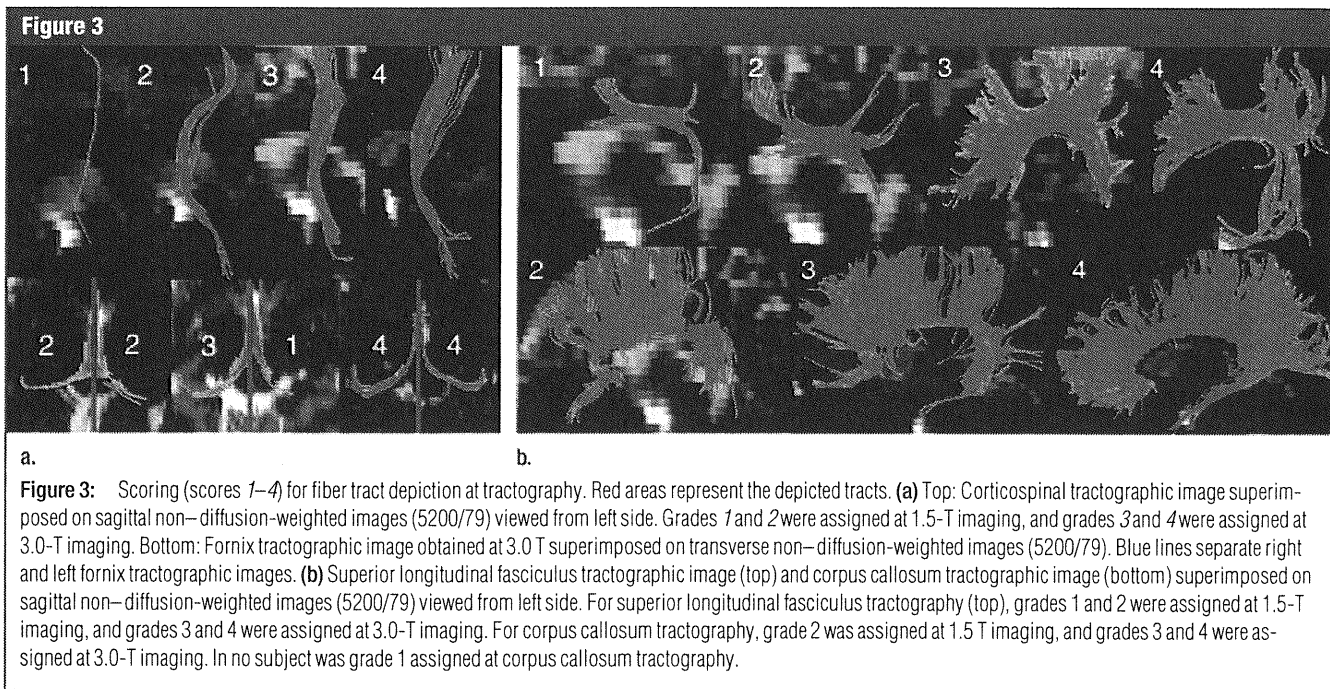 Figure 3
1 2 3 4
2 2 3 1 4 4
1 2 3 4
2 3 4
a. b.
Figure 3: Scoring (scores 1–4) for fiber tract depiction at tractography. Red areas represent the depicted tracts. (a) Top: Corticospinal tractographic image superim-
posed on sagittal non–diffusion-weighted images (5200/79) viewed from left side. Grades 1 and 2 were assigned at 1.5-T imaging, and grades 3 and 4 were assigned at
3.0-T imaging. Bottom: Fornix tractographic image obtained at 3.0 T superimposed on transverse non–diffusion-weighted images (5200/79). Blue lines separate right
and left fornix tractographic images. (b) Superior longitudinal fasciculus tractographic image (top) and corpus callosum tractographic image (bottom) superimposed on
sagittal non–diffusion-weighted images (5200/79) viewed from left side. For superior longitudinal fasciculus tractography (top), grades 1 and 2 were assigned at 1.5-T
imaging, and grades 3 and 4 were assigned at 3.0-T imaging. For corpus callosum tractography, grade 2 was assigned at 1.5 T imaging, and grades 3 and 4 were as-
signed at 3.0-T imaging. In no subject was grade 1 assigned at corpus callosum tractography.